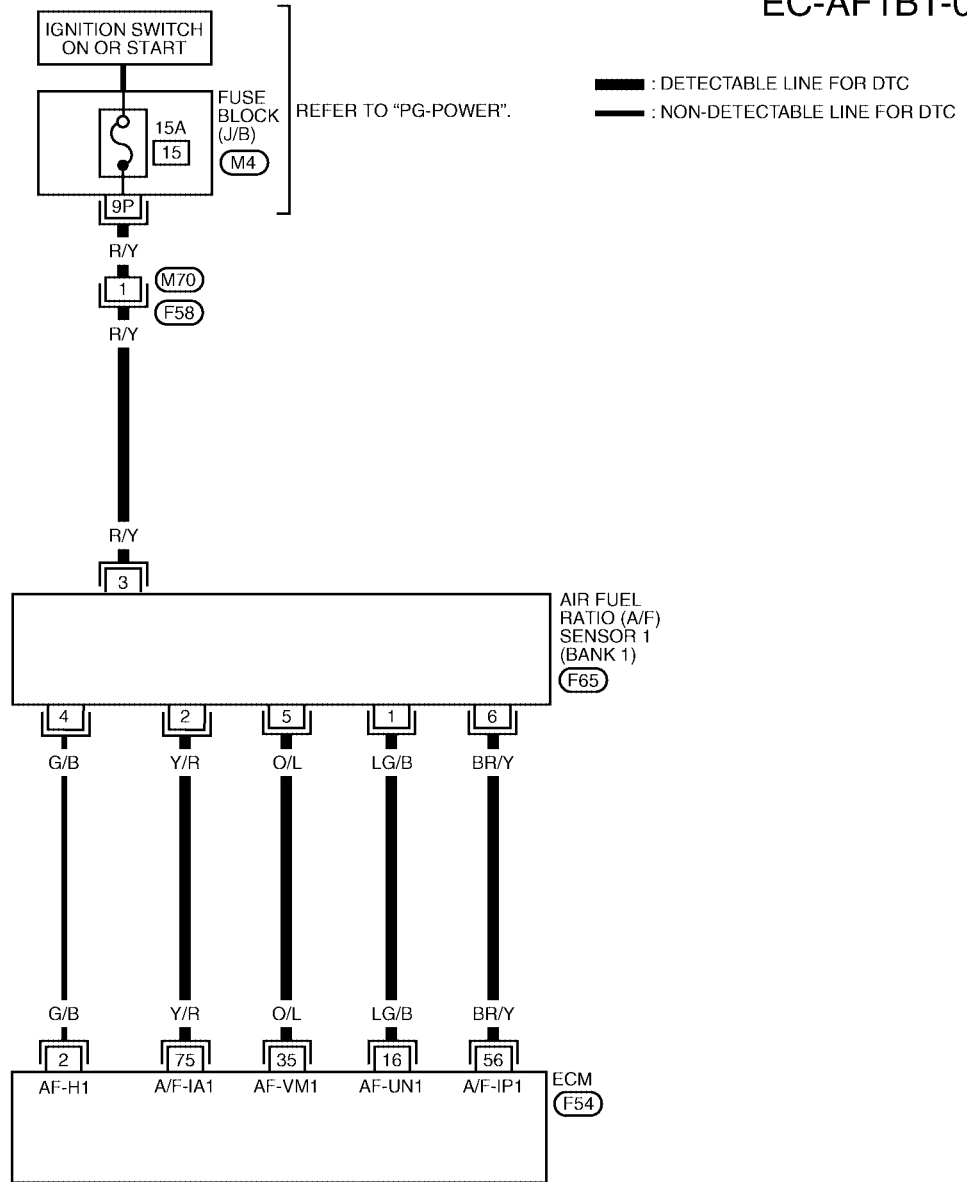 EC-AF1B1-0
IGNITION SWITCH
ON OR START
FUSE
BLOCK
(J/B)
M4
15A
15
REFER TO “PG-POWER”.
: DETECTABLE LINE FOR DTC
: NON-DETECTABLE LINE FOR DTC
9P
R/Y
1
M70
F58
R/Y
R/Y
3
AIR FUEL
RATIO (A/F)
SENSOR 1
(BANK 1)
F65
4 2 5 1 6
G/B Y/R O/L LG/B BR/Y
G/B Y/R O/L LG/B BR/Y
2 75 35 16 56
AF-H1 A/F-IA1 AF-VM1 AF-UN1 A/F-IP1
ECM
F54